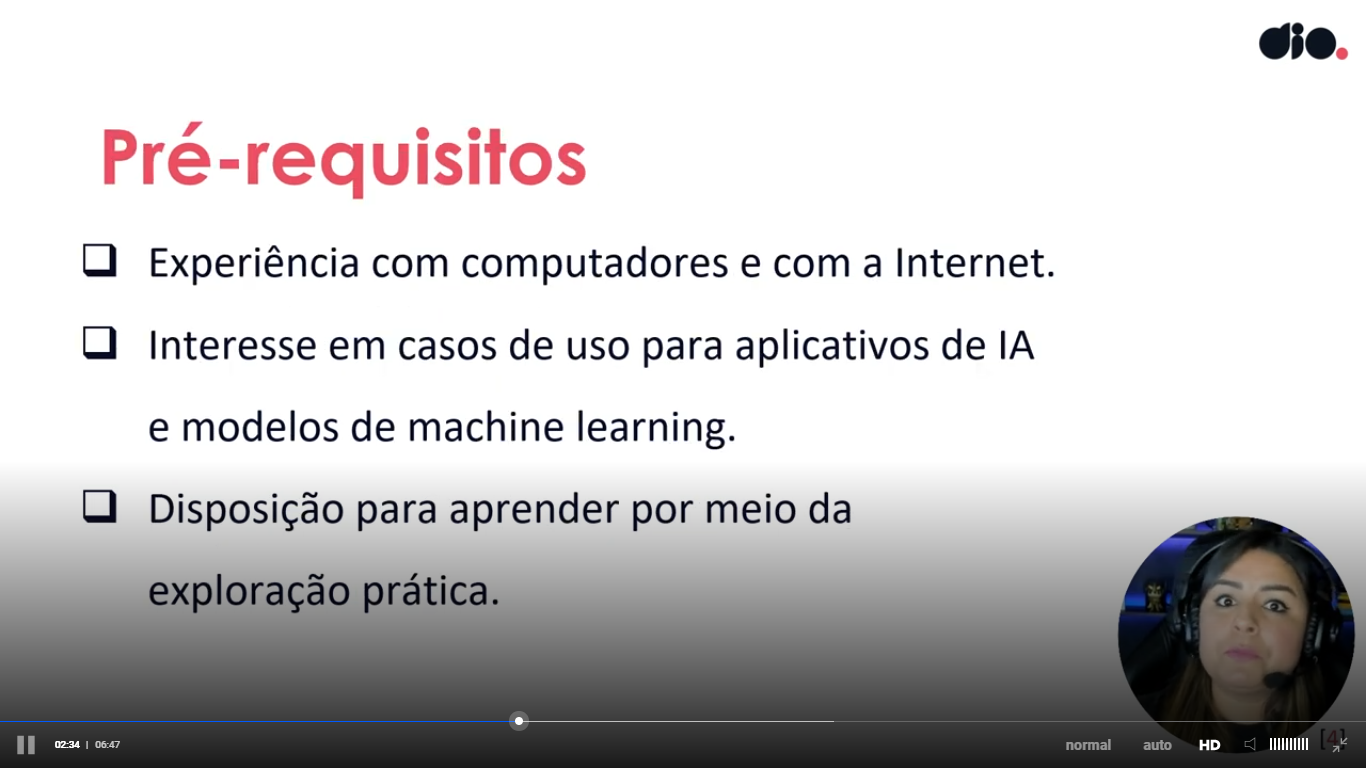 dio.
Pré-requisitos
❑ Experiência com computadores e com a Internet.
❑ Interesse em casos de uso para aplicativos de IA
e modelos de machine learning.
❑ Disposição para aprender por meio da
exploração prática.
[4]
02:34 | 06:47 normal auto HD